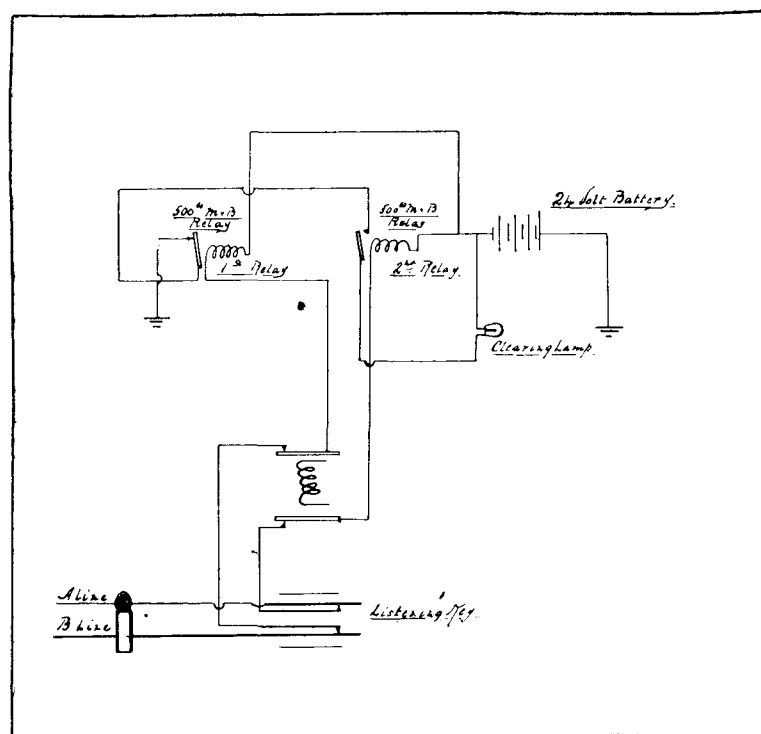 500ω M.B
Relay
1st Relay
500ω M.B
Relay
2nd Relay.
24 Volt Battery.
Clearing Lamp.
A line
B Line
Listening Key.